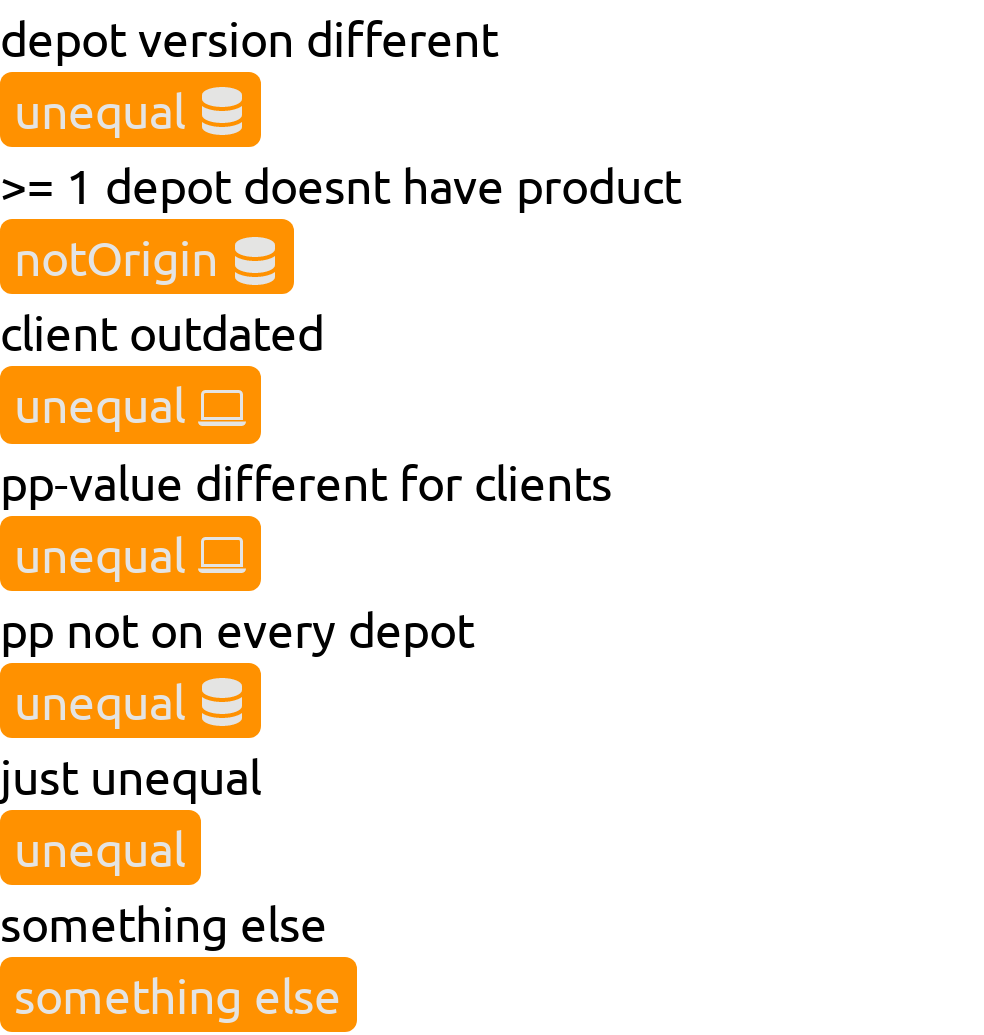 depot version different
unequal
>= 1 depot doesnt have product
notOrigin
client outdated
unequal
pp-value different for clients
unequal
pp not on every depot
unequal
just unequal
unequal
something else
something else